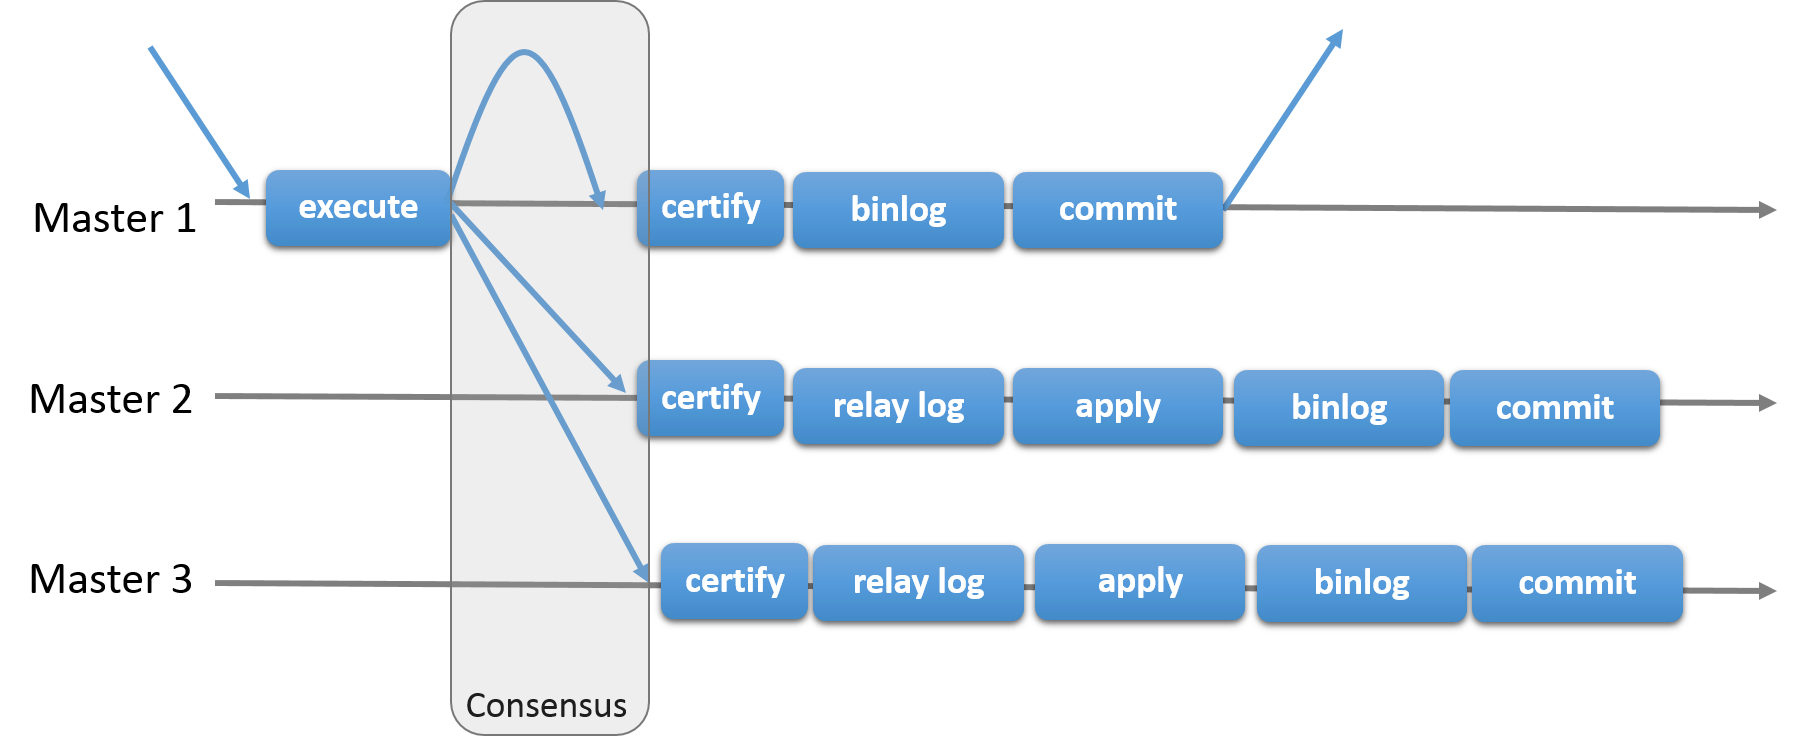 Master 1
execute
certify
binlog
commit
Master 2
certify
relay log
apply
binlog
commit
Master 3
certify
relay log
apply
binlog
commit
Consensus